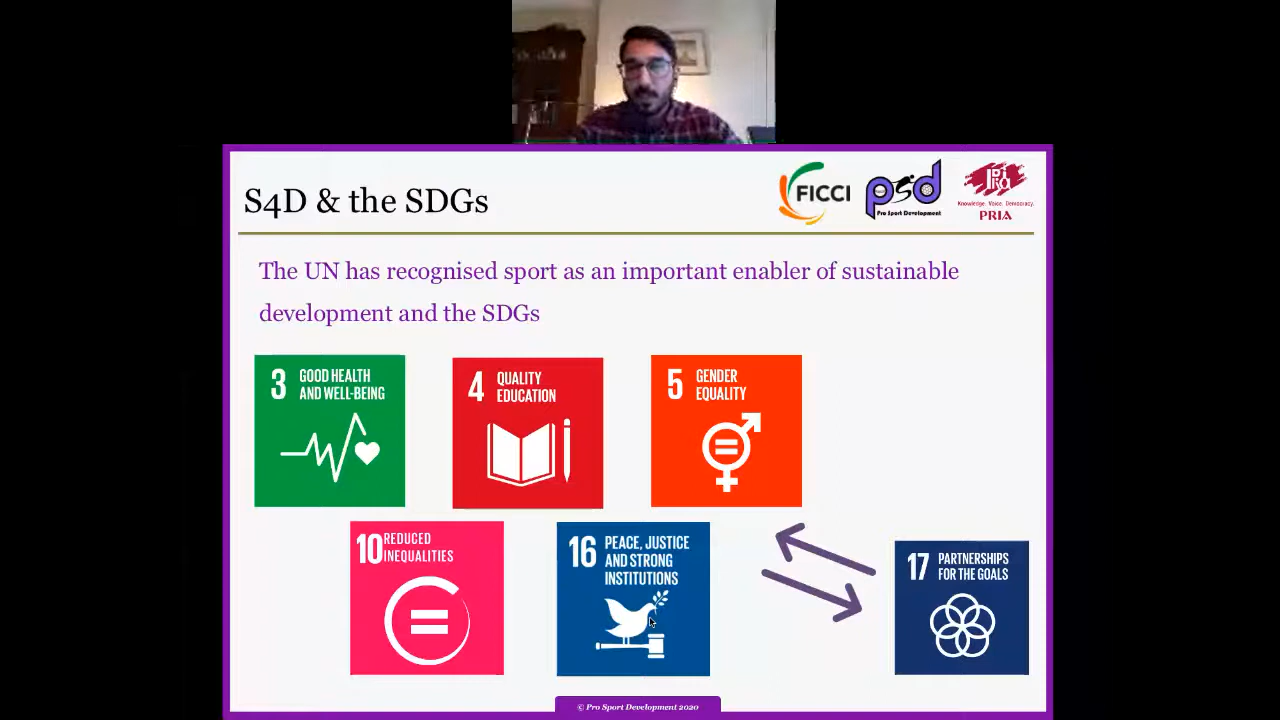 S4D & the SDGs
FICCI
psd
Pro Sport Development
Knowledge. Voice. Democracy.
PRIA
The UN has recognised sport as an important enabler of sustainable
development and the SDGs
3 GOOD HEALTH
AND WELL-BEING
4 QUALITY
EDUCATION
5 GENDER
EQUALITY
10 REDUCED
INEQUALITIES
16 PEACE, JUSTICE
AND STRONG
INSTITUTIONS
17 PARTNERSHIPS
FOR THE GOALS
© Pro Sport Development 2020